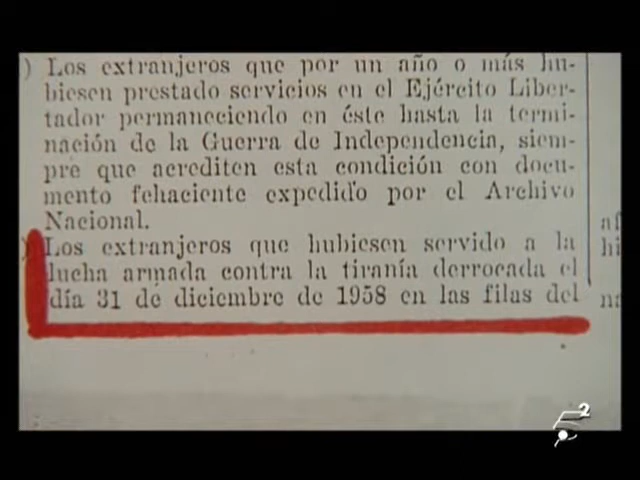 ) Los extranjeros que por un año o más hu-
biesen prestado servicios en el Ejército Liber-
tador permaneciendo en éste hasta la termi-
nación de la Guerra de Independencia, siem-
pre que acrediten esta condición con docu-
mento fehaciente expedido por el Archivo
Nacional.
) Los extranjeros que hubiesen servido a la
lucha armada contra la tiranía derrocada el
día 31 de diciembre de 1958 en las filas del
2